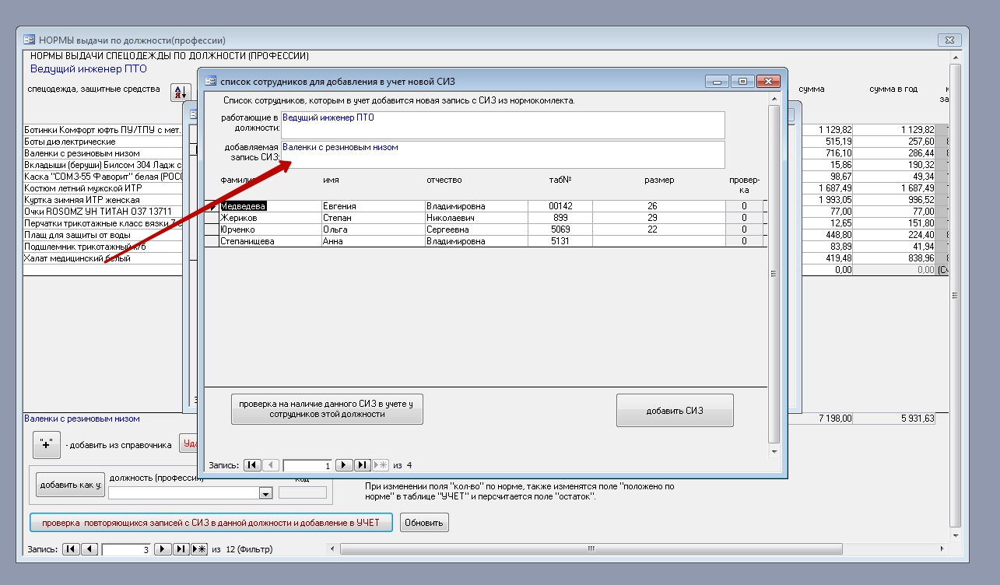 НОРМЫ выдачи по должности(профессии)
НОРМЫ ВЫДАЧИ СПЕЦОДЕЖДЫ ПО ДОЛЖНОСТИ (ПРОФЕССИИ)
Ведущий инженер ПТО
спецодежда, защитные средства
сумма
сумма в год
Ботинки Комфорт юфть ПУ/ТПУ с мет.
1 129,82
1 129,82
Боты диэлектрические
515,19
257,60
Валенки с резиновым низом
716,10
286,44
Вкладыши (беруши) Билсом 304 Ладж с
15,86
190,32
Каска "СОМЗ-55 Фаворит" белая (РОС
98,67
49,34
Костюм летний мужской ИТР
1 687,49
1 687,49
Куртка зимняя ИТР женская
1 993,05
996,52
Очки ROSOMZ УН ТИТАН О37 13711
77,00
77,00
Перчатки трикотажные класс вязки
12,65
151,80
Плащ для защиты от воды
448,80
224,40
Подшлемник трикотажный х/б
83,89
41,94
Халат медицинский белый
419,48
838,96
0,00
0,00
список сотрудников для добавления в учет новой СИЗ
Список сотрудников, которым в учет добавится новая запись с СИЗ из нормокомплекта.
работающие в должности:
Ведущий инженер ПТО
добавляемая запись СИЗ:
Валенки с резиновым низом
фамилия имя отчество таб№ размер провер-
ка
Медведева Евгения Владимировна 00142 26 0
Жериков Степан Николаевич 899 29 0
Юрченко Ольга Сергеевна 5069 22 0
Степанищева Анна Владимировна 5131 0
проверка на наличие данного СИЗ в учете у
сотрудников этой должности
добавить СИЗ
Запись: 1 из 4
Валенки с резиновым низом
7 198,00
5 931,63
"+" - добавить из справочника
Уда
добавить как у:
должность (професси
код
При изменении поля "кол-во" по норме, также изменятся поле "положено по
норме" в таблице "УЧЕТ" и персчитается поле "остаток".
проверка повторяющихся записей с СИЗ в данной должности и добавление в УЧЕТ
Обновить
Запись: 3 из 12 (Фильтр)